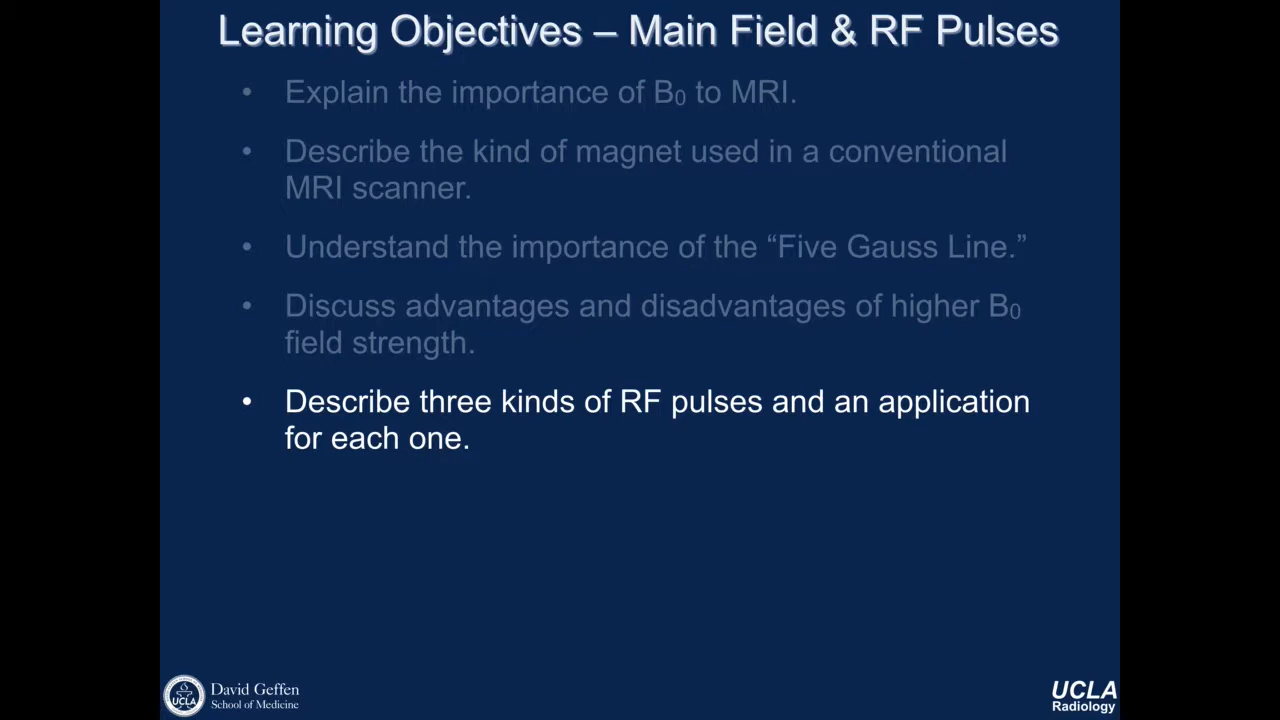 Learning Objectives – Main Field & RF Pulses
• Explain the importance of B₀ to MRI.
• Describe the kind of magnet used in a conventional
MRI scanner.
• Understand the importance of the “Five Gauss Line.”
• Discuss advantages and disadvantages of higher B₀
field strength.
• Describe three kinds of RF pulses and an application
for each one.
UCLA
David Geffen
School of Medicine
UCLA
Radiology